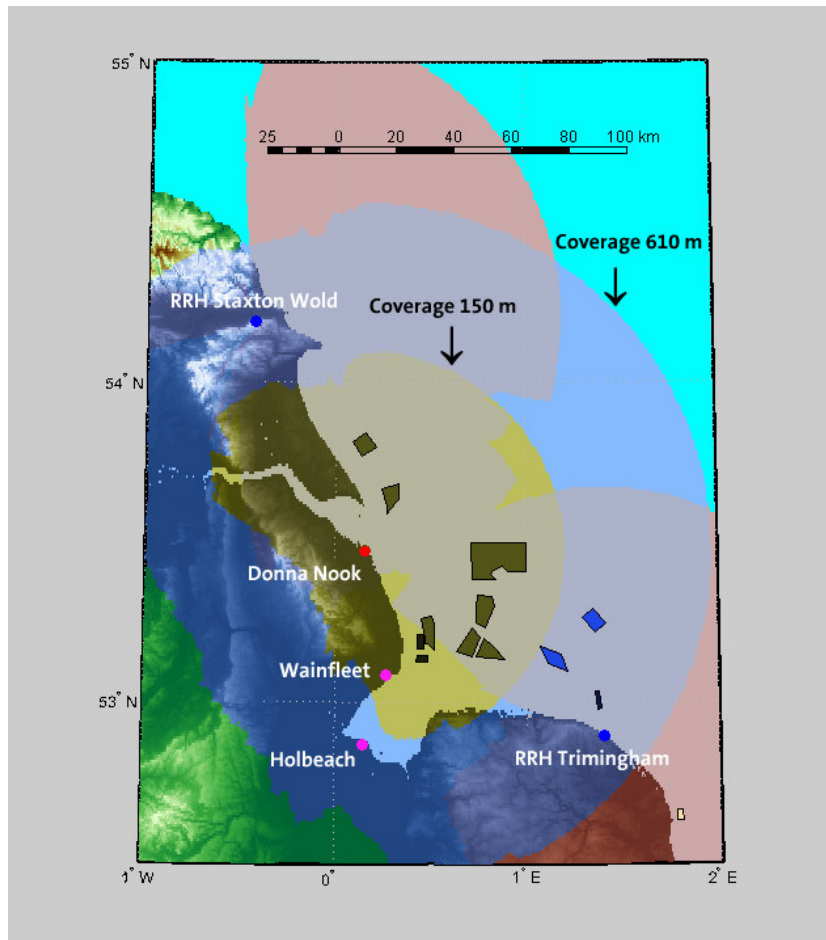 55° N
25 0 20 40 60 80 100 km
Coverage 610 m
RRH Staxton Wold
Coverage 150 m
54° N
Donna Nook
Wainfleet
53° N
Holbeach
RRH Trimingham
1° W
0°
1° E
2° E